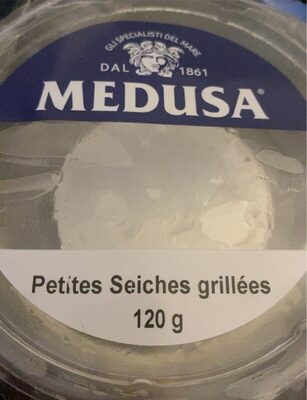 GLI SPECIALISTI DEL MARE
DAL 1861
MEDUSA®
Petites Seiches grillées
120 g